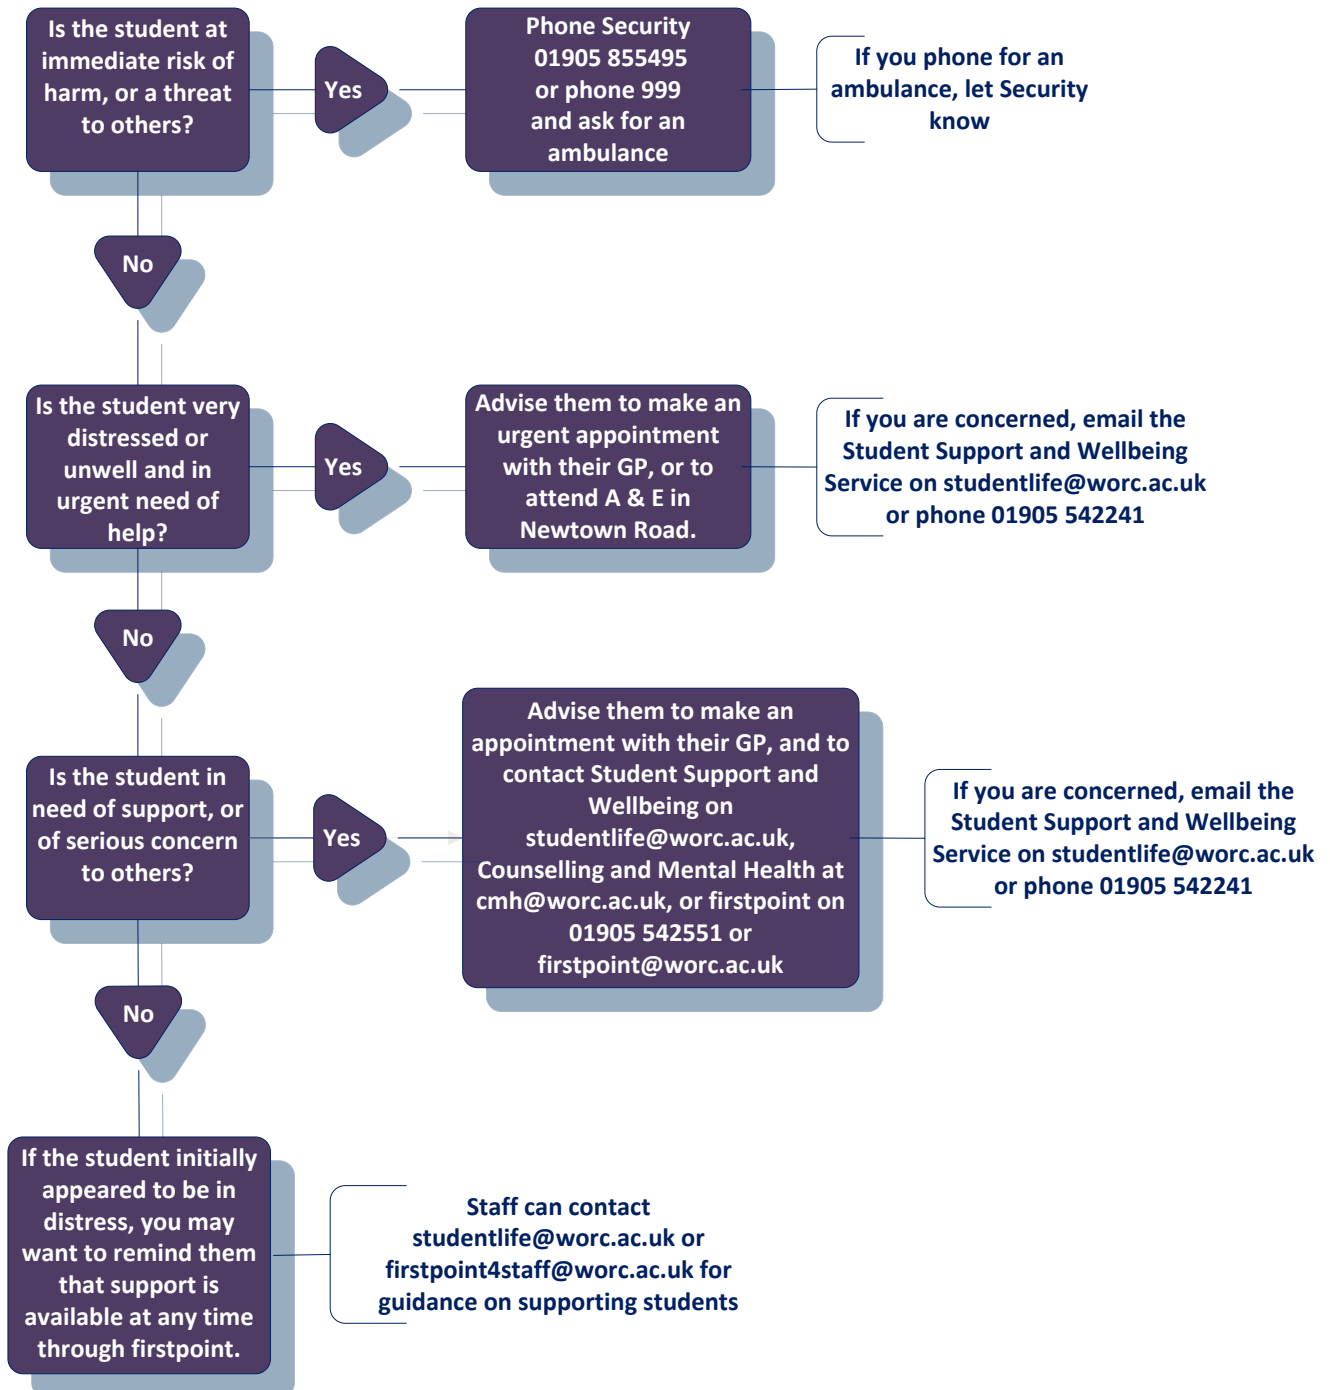 Is the student at
immediate risk of
harm, or a threat
to others?
Yes
Phone Security
01905 855495
or phone 999
and ask for an
ambulance
If you phone for an
ambulance, let Security
know
No
Is the student very
distressed or
unwell and in
urgent need of
help?
Yes
Advise them to make an
urgent appointment
with their GP, or to
attend A & E in
Newtown Road.
If you are concerned, email the
Student Support and Wellbeing
Service on studentlife@worc.ac.uk
or phone 01905 542241
No
Is the student in
need of support, or
of serious concern
to others?
Yes
Advise them to make an
appointment with their GP, and to
contact Student Support and
Wellbeing on
studentlife@worc.ac.uk,
Counselling and Mental Health at
cmh@worc.ac.uk, or firstpoint on
01905 542551 or
firstpoint@worc.ac.uk
If you are concerned, email the
Student Support and Wellbeing
Service on studentlife@worc.ac.uk
or phone 01905 542241
No
If the student initially
appeared to be in
distress, you may
want to remind them
that support is
available at any time
through firstpoint.
Staff can contact
studentlife@worc.ac.uk or
firstpoint4staff@worc.ac.uk for
guidance on supporting students